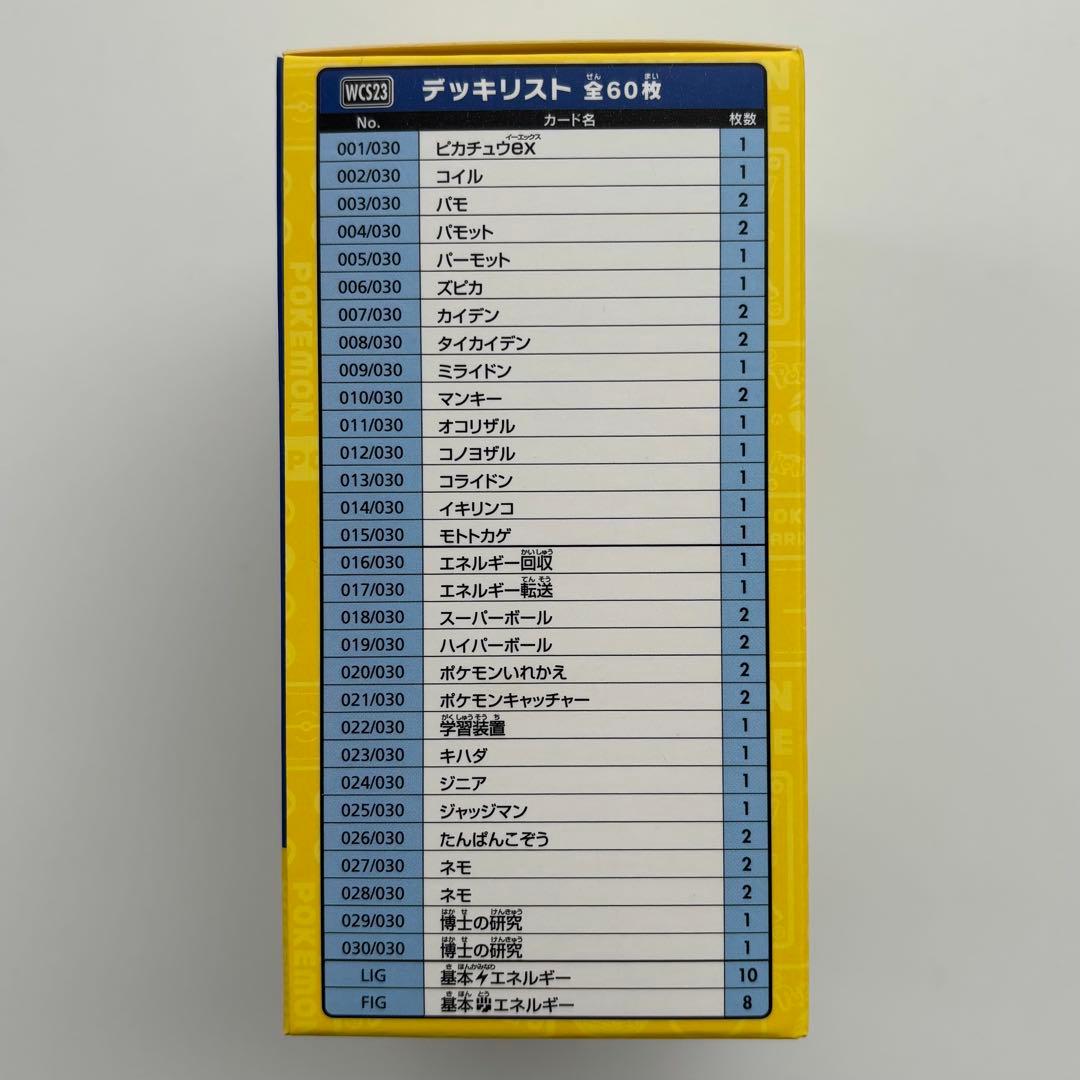 WCS23 デッキリスト 全60枚
ぜん まい
No. カード名 枚数
イーエックス
001/030 ピカチュウex 1
002/030 コイル 1
003/030 パモ 2
004/030 パモット 2
005/030 パーモット 1
006/030 ズピカ 1
007/030 カイデン 2
008/030 タイカイデン 2
009/030 ミライドン 1
010/030 マンキー 2
011/030 オコリザル 1
012/030 コノヨザル 1
013/030 コライドン 1
014/030 イキリンコ 1
015/030 モトトカゲ 1
かいしゅう
016/030 エネルギー回収 1
てんそう
017/030 エネルギー転送 1
018/030 スーパーボール 2
019/030 ハイパーボール 2
020/030 ポケモンいれかえ 2
021/030 ポケモンキャッチャー 2
がくしゅうそうち
022/030 学習装置 1
023/030 キハダ 1
024/030 ジニア 1
025/030 ジャッジマン 1
026/030 たんぱんこぞう 2
027/030 ネモ 2
028/030 ネモ 2
はかせ けんきゅう
029/030 博士の研究 1
はかせ けんきゅう
030/030 博士の研究 1
きほんかみなり
LIG 基本エネルギー 10
きほん とう
FIG 基本エネルギー 8
POKEMON
POKEMO